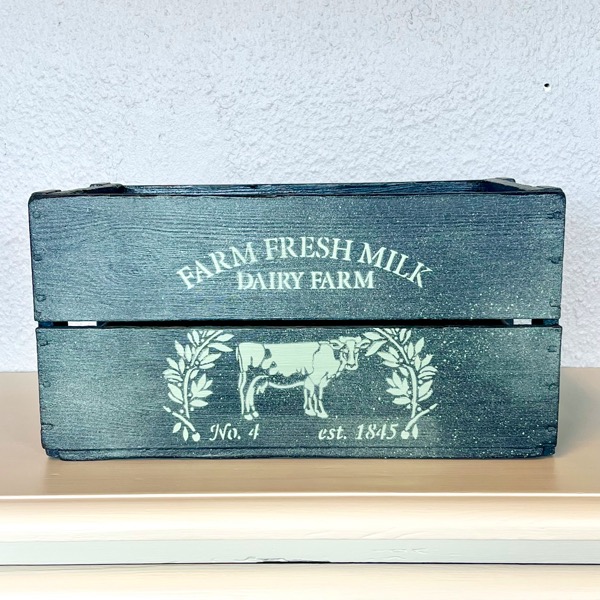 FARM FRESH MILK
DAIRY FARM
No. 4 est. 1845